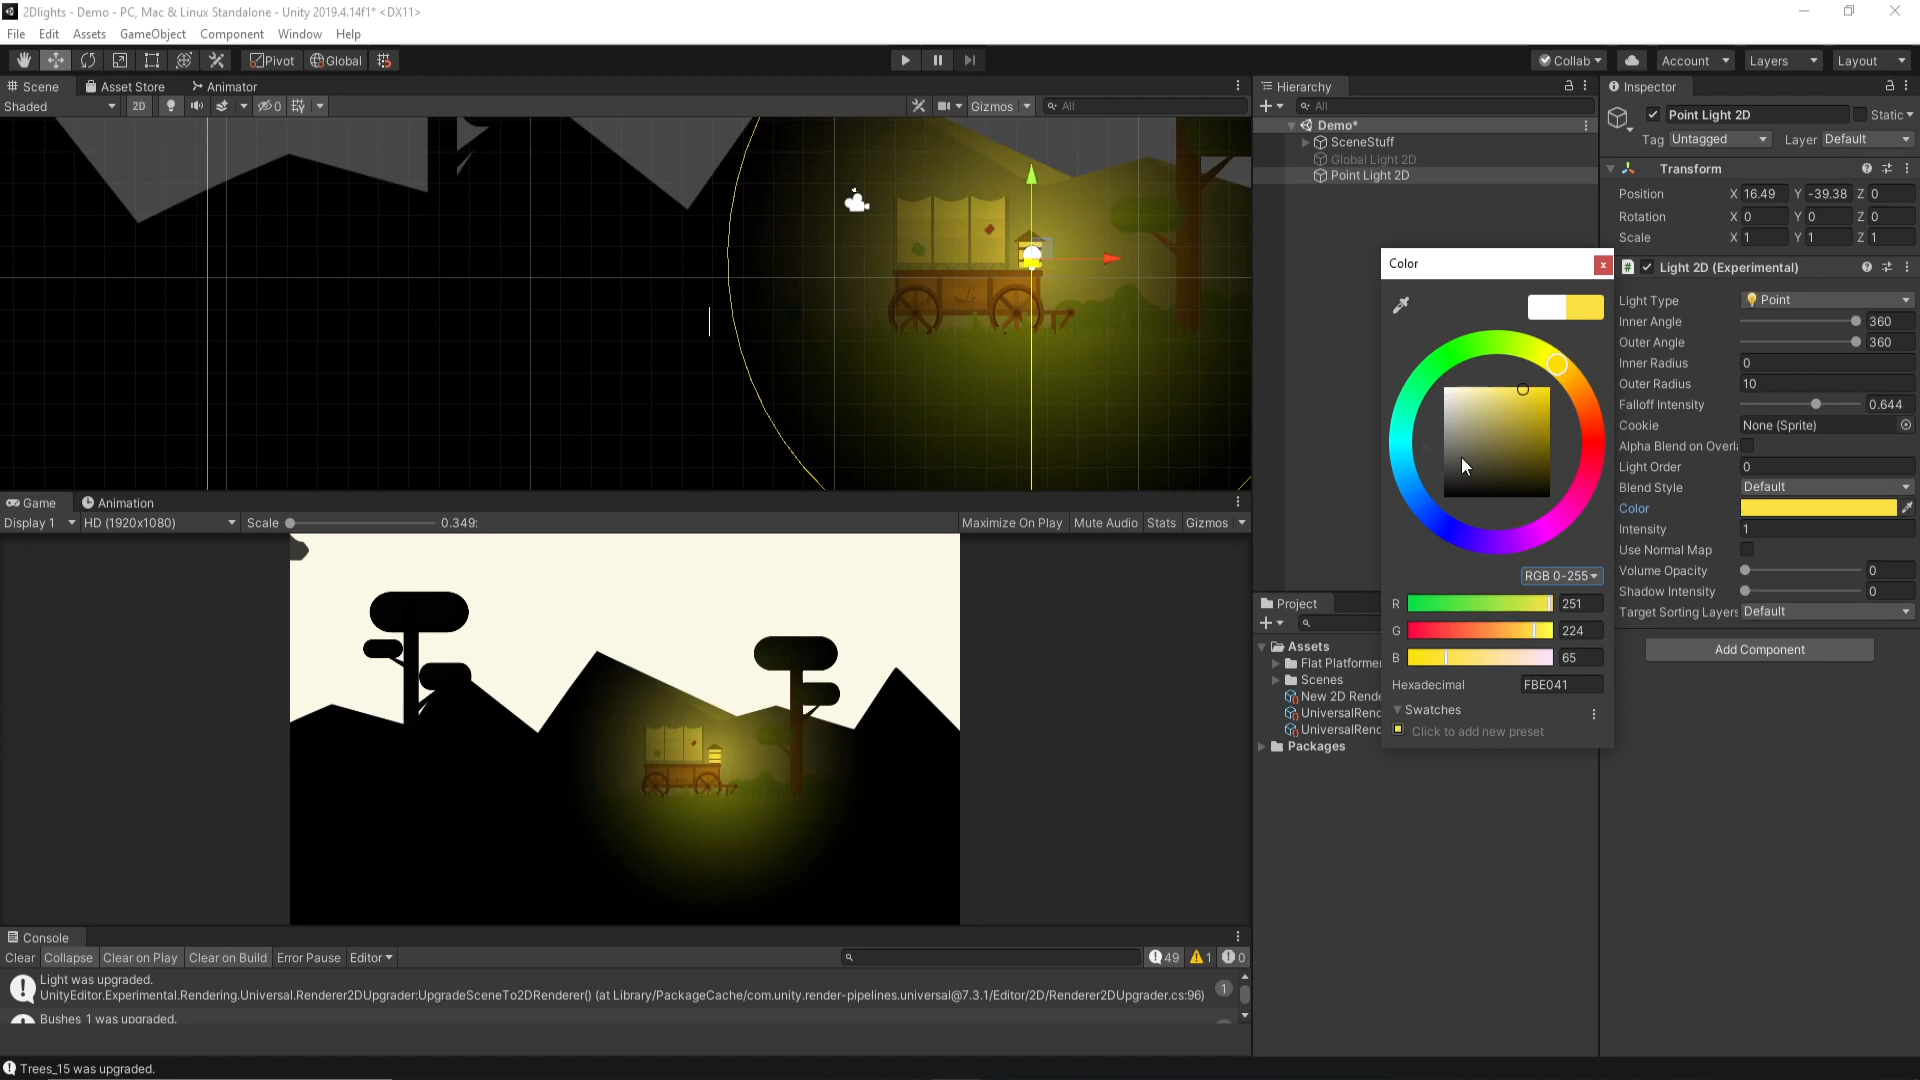 2Dlights - Demo - PC, Mac & Linux Standalone - Unity 2019.4.14f1* <DX11>
File Edit Assets GameObject Component Window Help
Pivot Global
Collab Account Layers Layout
Scene Asset Store Animator
Shaded 2D 0 Gizmos All
Game Animation
Display 1 HD (1920x1080) Scale 0.349: Maximize On Play Mute Audio Stats Gizmos
Console
Clear Collapse Clear on Play Clear on Build Error Pause Editor 49 1 0
Light was upgraded.
UnityEditor.Experimental.Rendering.Universal.Renderer2DUpgrader:UpgradeSceneTo2DRenderer() (at Library/PackageCache/com.unity.render-pipelines.universal@7.3.1/Editor/2D/Renderer2DUpgrader.cs:96) 1
Bushes_1 was upgraded.
Trees_15 was upgraded.
Hierarchy
All
Demo*
SceneStuff
Global Light 2D
Point Light 2D
Project
Assets
Flat Platformer
Scenes
New 2D Rende
UniversalRend
UniversalRend
Packages
Color x
RGB 0-255
R 251
G 224
B 65
Hexadecimal FBE041
Swatches
Click to add new preset
Inspector
Point Light 2D Static
Tag Untagged Layer Default
Transform
Position X 16.49 Y -39.38 Z 0
Rotation X 0 Y 0 Z 0
Scale X 1 Y 1 Z 1
# Light 2D (Experimental)
Light Type Point
Inner Angle 360
Outer Angle 360
Inner Radius 0
Outer Radius 10
Falloff Intensity 0.644
Cookie None (Sprite)
Alpha Blend on Overl
Light Order 0
Blend Style Default
Color
Intensity 1
Use Normal Map
Volume Opacity 0
Shadow Intensity 0
Target Sorting Layers Default
Add Component